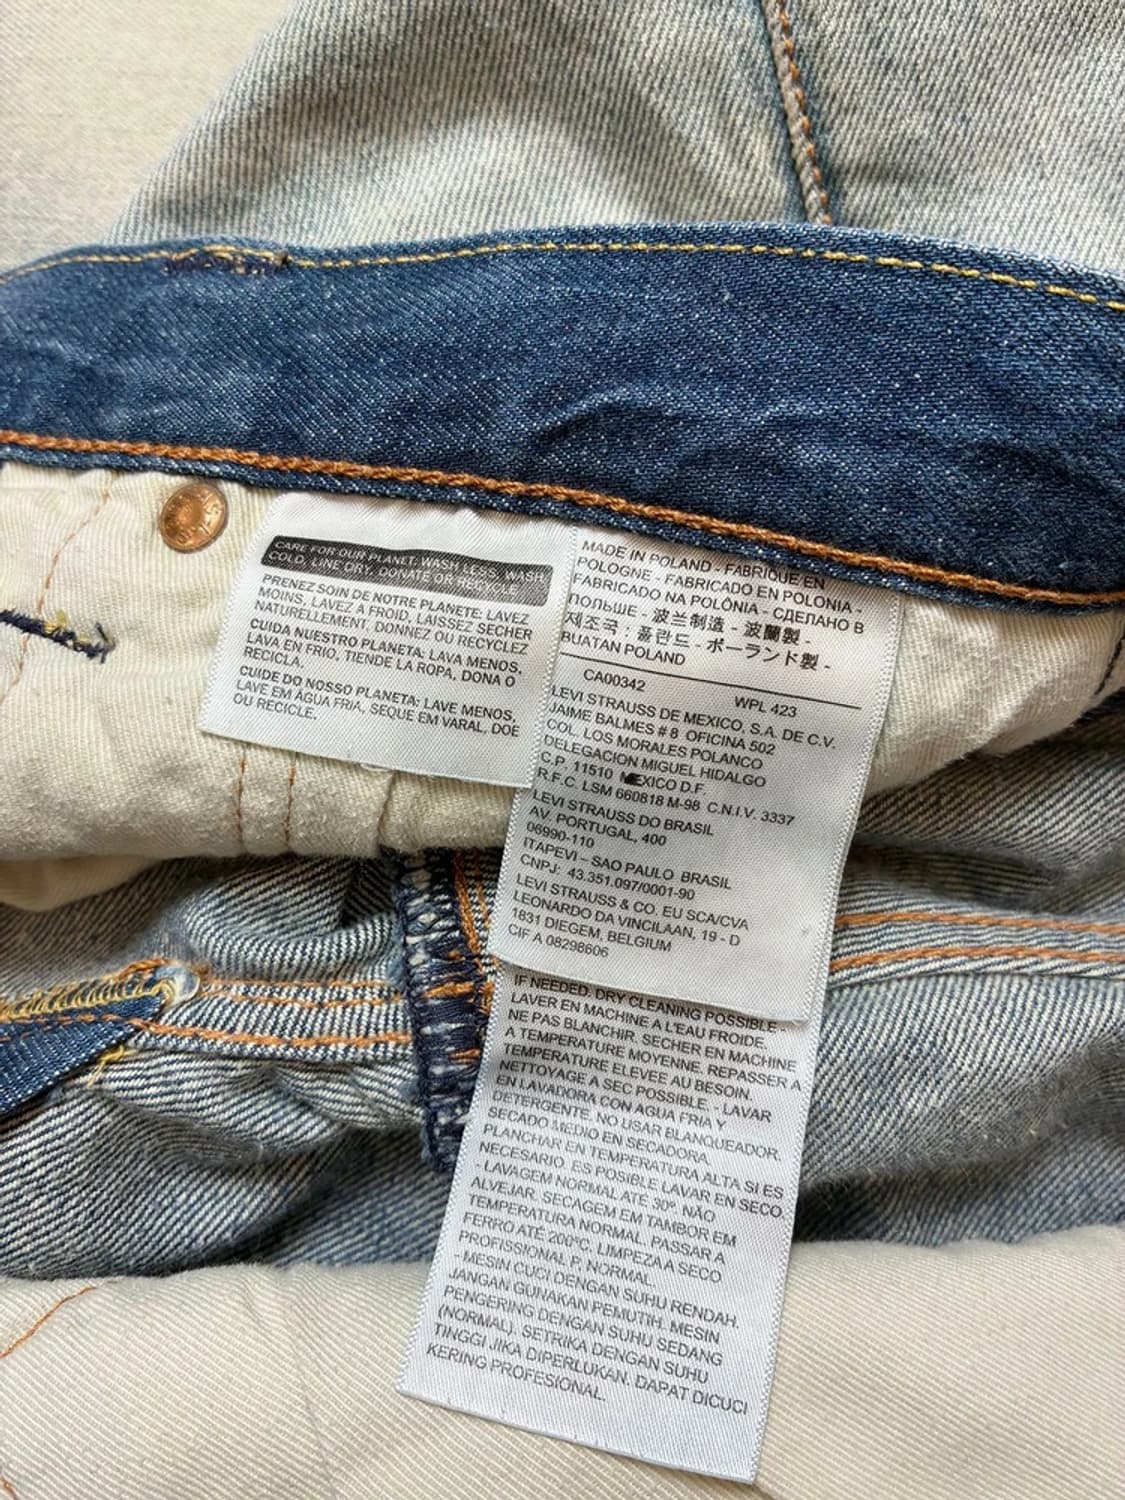 CARE FOR OUR PLANET: WASH LESS, WASH
COLD, LINE DRY, DONATE OR RECYCLE
PRENEZ SOIN DE NOTRE PLANETE: LAVEZ
MOINS, LAVEZ A FROID, LAISSEZ SECHER
NATURELLEMENT, DONNEZ OU RECYCLEZ
CUIDA NUESTRO PLANETA: LAVA MENOS,
LAVA EN FRIO, TIENDE LA ROPA, DONA O
RECICLA.
CUIDE DO NOSSO PLANETA: LAVE MENOS,
LAVE EM ÁGUA FRIA, SEQUE EM VARAL, DOE
OU RECICLE.
MADE IN POLAND - FABRIQUE EN
POLOGNE - FABRICADO EN POLONIA -
FABRICADO NA POLÔNIA - СДЕЛАНО В
ПОЛЬШЕ - 波兰制造 - 波蘭製 -
제조국 : 폴란드 - ポーランド製 -
BUATAN POLAND
CA00342 WPL 423
LEVI STRAUSS DE MEXICO, S.A. DE C.V.
JAIME BALMES # 8 OFICINA 502
COL. LOS MORALES POLANCO
DELEGACION MIGUEL HIDALGO
C.P. 11510 MEXICO D.F.
R.F.C. LSM 660818 M-98 C.N.I.V. 3337
LEVI STRAUSS DO BRASIL
AV. PORTUGAL, 400
06990-110
ITAPEVI – SAO PAULO BRASIL
CNPJ: 43.351.097/0001-90
LEVI STRAUSS & CO. EU SCA/CVA
LEONARDO DA VINCILAAN, 19 - D
1831 DIEGEM, BELGIUM
CIF A 08298606
IF NEEDED. DRY CLEANING POSSIBLE -
LAVER EN MACHINE A L'EAU FROIDE.
NE PAS BLANCHIR. SECHER EN MACHINE
A TEMPERATURE MOYENNE. REPASSER A
TEMPERATURE ELEVEE AU BESOIN.
NETTOYAGE A SEC POSSIBLE. - LAVAR
EN LAVADORA CON AGUA FRIA Y
DETERGENTE. NO USAR BLANQUEADOR.
SECADO MEDIO EN SECADORA.
PLANCHAR EN TEMPERATURA ALTA SI ES
NECESARIO. ES POSIBLE LAVAR EN SECO.
- LAVAGEM NORMAL ATÉ 30º. NÃO
ALVEJAR. SECAGEM EM TAMBOR EM
TEMPERATURA NORMAL. PASSAR A
FERRO ATÉ 200ºC. LIMPEZA A SECO
PROFISSIONAL P. NORMAL.
- MESIN CUCI DENGAN SUHU RENDAH.
JANGAN GUNAKAN PEMUTIH. MESIN
PENGERING DENGAN SUHU SEDANG
(NORMAL). SETRIKA DENGAN SUHU
TINGGI JIKA DIPERLUKAN. DAPAT DICUCI
KERING PROFESIONAL.